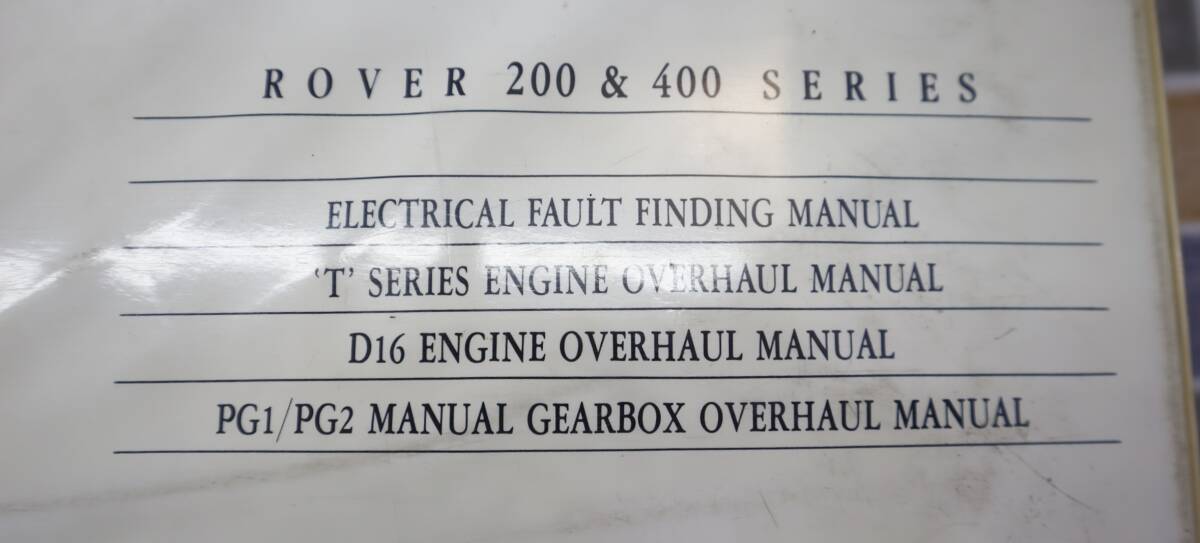 ROVER 200 & 400 SERIES
ELECTRICAL FAULT FINDING MANUAL
‘T’ SERIES ENGINE OVERHAUL MANUAL
D16 ENGINE OVERHAUL MANUAL
PG1/PG2 MANUAL GEARBOX OVERHAUL MANUAL